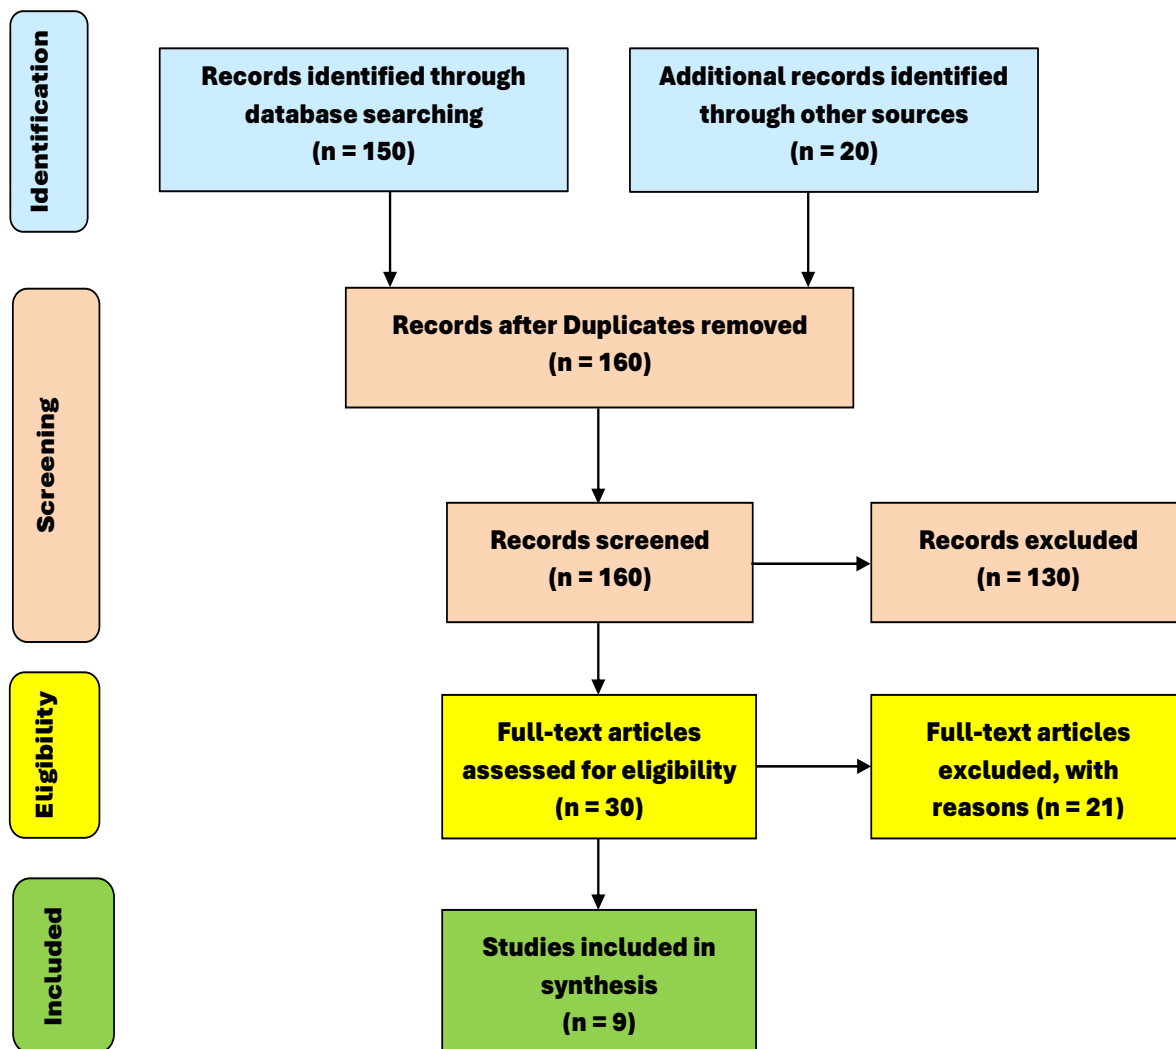 Identification
Records identified through
database searching
(n = 150)
Additional records identified
through other sources
(n = 20)
Screening
Records after Duplicates removed
(n = 160)
Records screened
(n = 160)
Records excluded
(n = 130)
Eligibility
Full-text articles
assessed for eligibility
(n = 30)
Full-text articles
excluded, with
reasons (n = 21)
Included
Studies included in
synthesis
(n = 9)